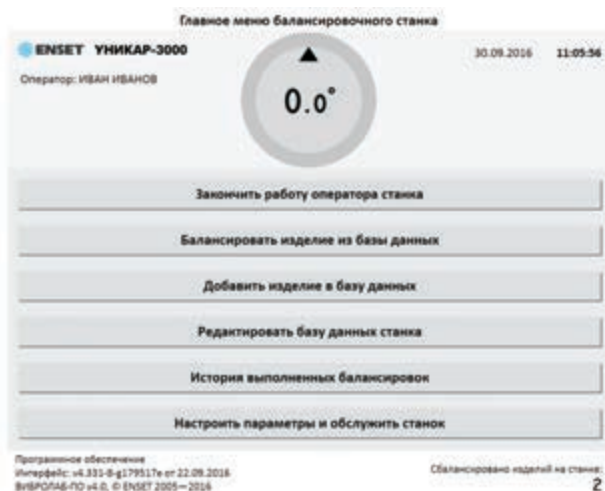 Главное меню балансировочного станка
ENSET УНИКАР-3000
30.09.2016 11:05:56
Оператор: ИВАН ИВАНОВ
0.0°
Закончить работу оператора станка
Балансировать изделие из базы данных
Добавить изделие в базу данных
Редактировать базу данных станка
История выполненных балансировок
Настроить параметры и обслужить станок
Программное обеспечение
Интерфейс: v4.331-8-g179517e от 22.09.2016
ВИБРОЛАБ-ПО v4.0, © ENSET 2005—2016
Сбалансировано изделий на станке:
2